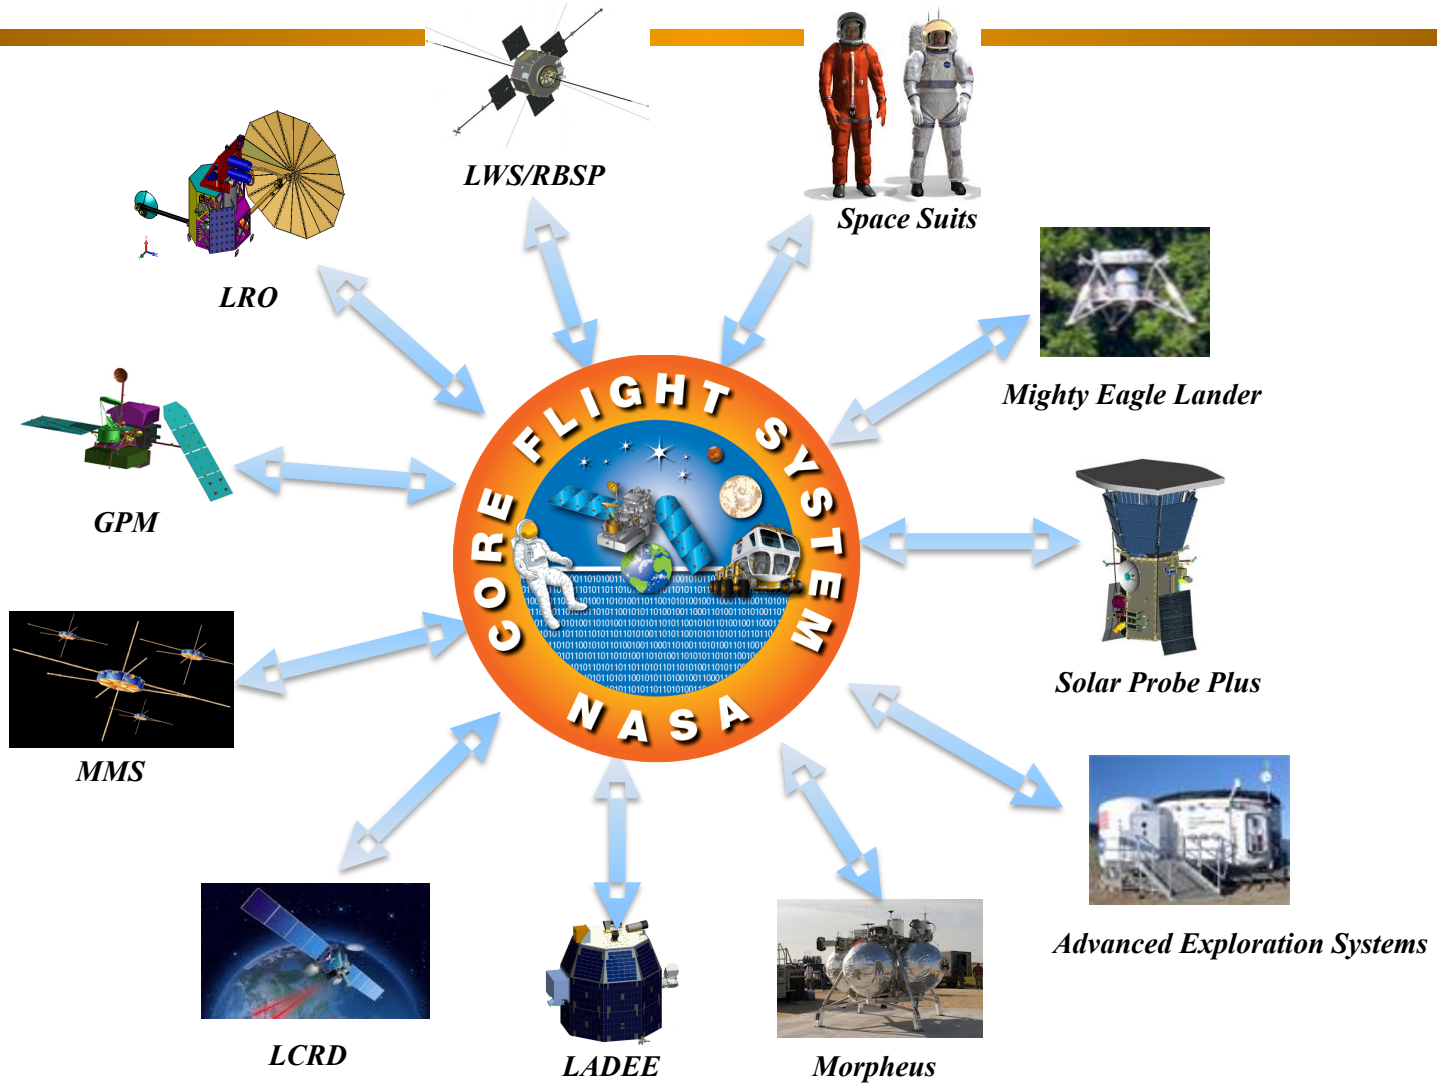 LWS/RBSP
Space Suits
LRO
Mighty Eagle Lander
GPM
CORE FLIGHT SYSTEM
NASA
Solar Probe Plus
MMS
Advanced Exploration Systems
LCRD
LADEE
Morpheus